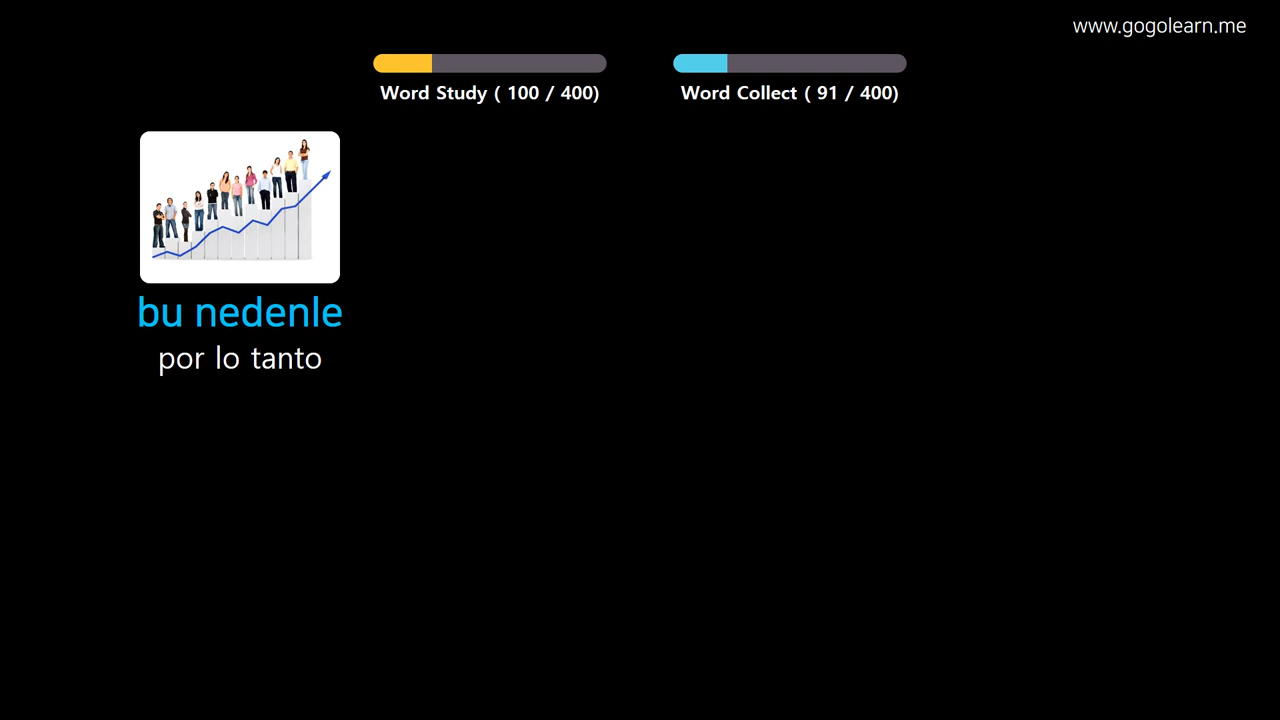 www.gogolearn.me
Word Study ( 100 / 400)
Word Collect ( 91 / 400)
bu nedenle
por lo tanto